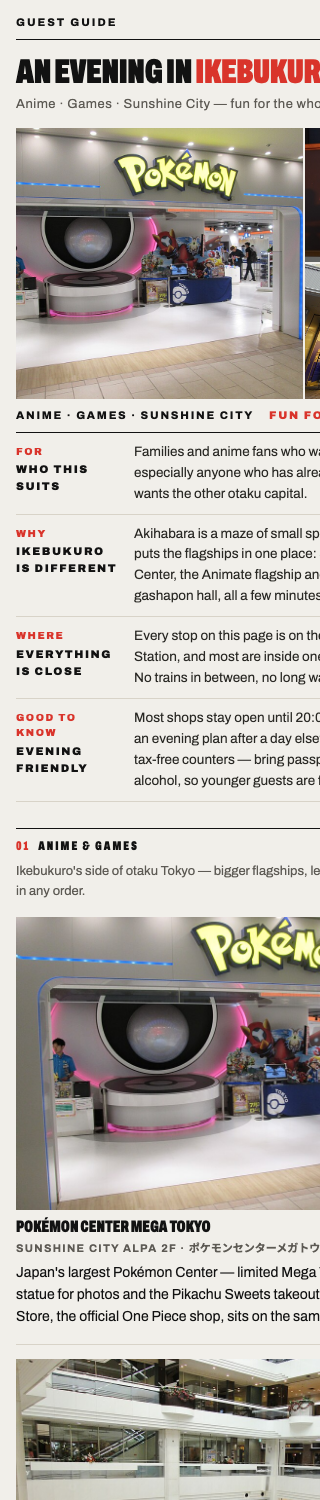 GUEST GUIDE
AN EVENING IN IKEBUKUR
Anime · Games · Sunshine City — fun for the who
POKÉMON
ANIME · GAMES · SUNSHINE CITY FUN FO
FOR
WHO THIS
SUITS
Families and anime fans who wa
especially anyone who has alrea
wants the other otaku capital.
WHY
IKEBUKURO
IS DIFFERENT
Akihabara is a maze of small sp
puts the flagships in one place:
Center, the Animate flagship an
gashapon hall, all a few minutes
WHERE
EVERYTHING
IS CLOSE
Every stop on this page is on the
Station, and most are inside one
No trains in between, no long wa
GOOD TO
KNOW
EVENING
FRIENDLY
Most shops stay open until 20:0
an evening plan after a day else
tax-free counters — bring passp
alcohol, so younger guests are f
01 ANIME & GAMES
Ikebukuro's side of otaku Tokyo — bigger flagships, le
in any order.
POKÉM
TOKYO
POKÉMON CENTER MEGA TOKYO
SUNSHINE CITY ALPA 2F · ポケモンセンターメガトウ
Japan's largest Pokémon Center — limited Mega
statue for photos and the Pikachu Sweets takeout
Store, the official One Piece shop, sits on the sam